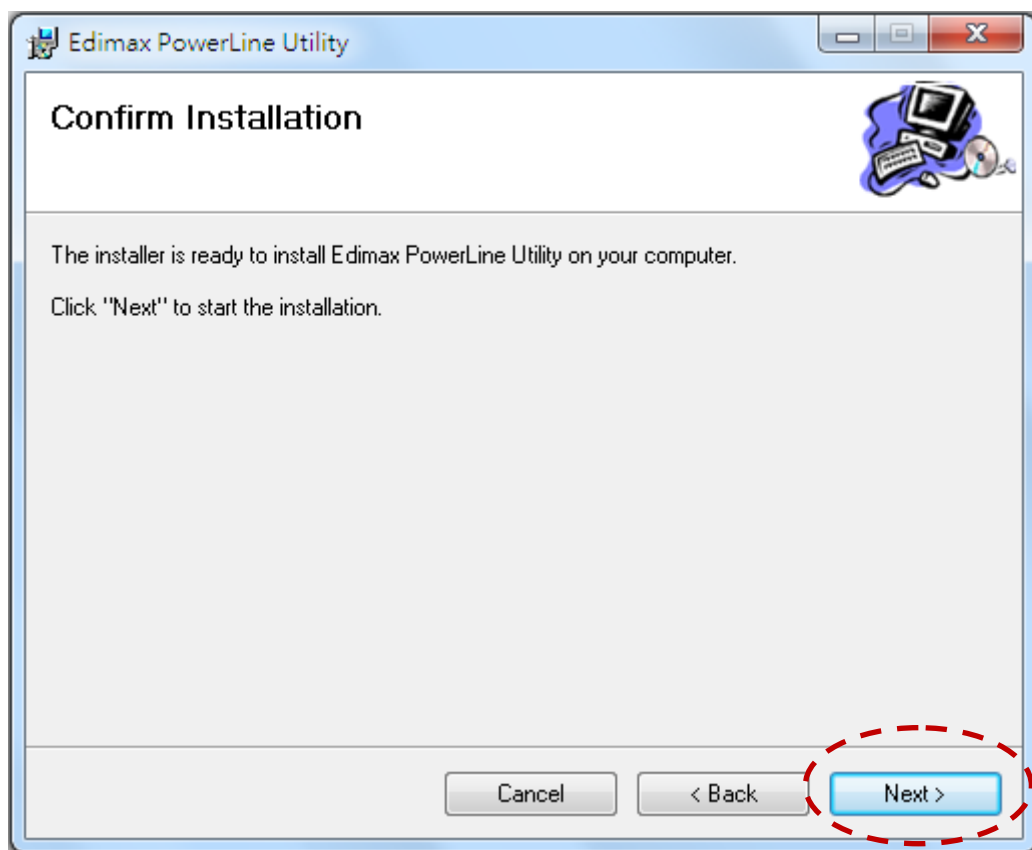 Edimax PowerLine Utility
X
Confirm Installation
The installer is ready to install Edimax PowerLine Utility on your computer.
Click "Next" to start the installation.
Cancel
< Back
Next >